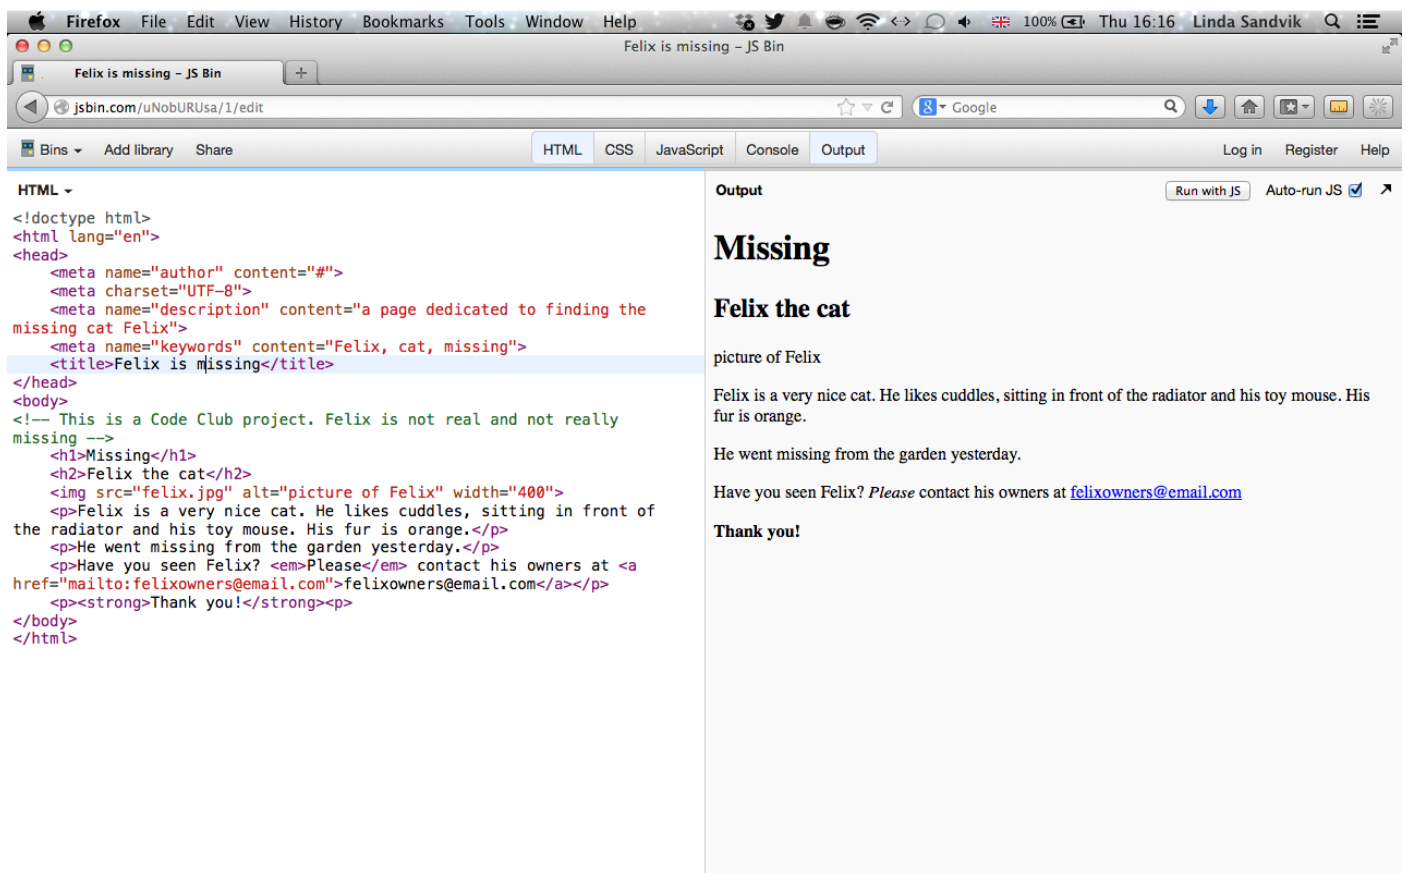 Firefox File Edit View History Bookmarks Tools Window Help 100% Thu 16:16 Linda Sandvik
Felix is missing – JS Bin
Felix is missing – JS Bin
jsbin.com/uNobURUsa/1/edit
Google
Bins Add library Share HTML CSS JavaScript Console Output Log in Register Help
HTML
<!doctype html>
<html lang="en">
<head>
<meta name="author" content="#">
<meta charset="UTF-8">
<meta name="description" content="a page dedicated to finding the
missing cat Felix">
<meta name="keywords" content="Felix, cat, missing">
<title>Felix is missing</title>
</head>
<body>
<!-- This is a Code Club project. Felix is not real and not really
missing -->
<h1>Missing</h1>
<h2>Felix the cat</h2>
<img src="felix.jpg" alt="picture of Felix" width="400">
<p>Felix is a very nice cat. He likes cuddles, sitting in front of
the radiator and his toy mouse. His fur is orange.</p>
<p>He went missing from the garden yesterday.</p>
<p>Have you seen Felix? <em>Please</em> contact his owners at <a
href="mailto:felixowners@email.com">felixowners@email.com</a></p>
<p><strong>Thank you!</strong><p>
</body>
</html>
Output Run with JS Auto-run JS
Missing
Felix the cat
picture of Felix
Felix is a very nice cat. He likes cuddles, sitting in front of the radiator and his toy mouse. His
fur is orange.
He went missing from the garden yesterday.
Have you seen Felix? Please contact his owners at felixowners@email.com
Thank you!